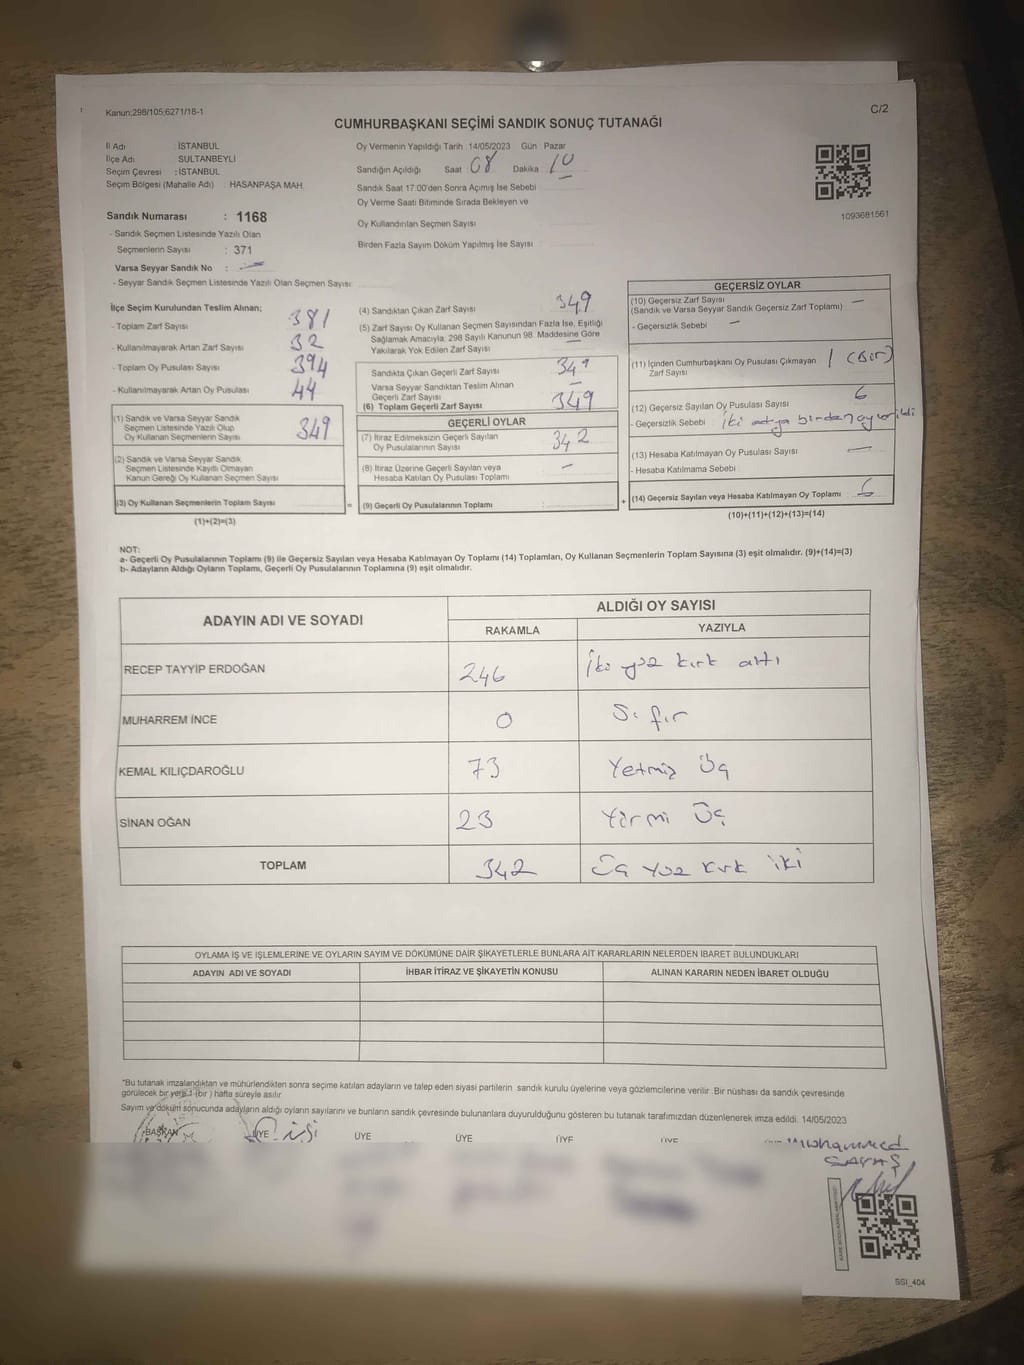 Kanun;298/105;6271/18-1
C/2
CUMHURBAŞKANI SEÇİMİ SANDIK SONUÇ TUTANAĞI
İl Adı : İSTANBUL
İlçe Adı : SULTANBEYLİ
Seçim Çevresi : İSTANBUL
Seçim Bölgesi (Mahalle Adı) : HASANPAŞA MAH.
Sandık Numarası : 1168
- Sandık Seçmen Listesinde Yazılı Olan
Seçmenlerin Sayısı : 371
Varsa Seyyar Sandık No : —
- Seyyar Sandık Seçmen Listesinde Yazılı Olan Seçmen Sayısı:
Oy Vermenin Yapıldığı Tarih :14/05/2023 Gün : Pazar
Sandığın Açıldığı Saat : 08 Dakika : 10
Sandık Saat 17:00'den Sonra Açımış İse Sebebi
Oy Verme Saati Bitiminde Sırada Bekleyen ve
Oy Kullandırılan Seçmen Sayısı :
Birden Fazla Sayım Döküm Yapılmış İse Sayısı :
1093681561
İlçe Seçim Kurulundan Teslim Alınan;
- Toplam Zarf Sayısı : 381
- Kullanılmayarak Artan Zarf Sayısı : 32
- Toplam Oy Pusulası Sayısı : 394
- Kullanılmayarak Artan Oy Pusulası : 44
(1) Sandık ve Varsa Seyyar Sandık
Seçmen Listesinde Yazılı Olup
Oy Kullanan Seçmenlerin Sayısı 349
(2) Sandık ve Varsa Seyyar Sandık
Seçmen Listesinde Kayıtlı Olmayan
Kanun Gereği Oy Kullanan Seçmen Sayısı
(3) Oy Kullanan Seçmenlerin Toplam Sayısı
(1)+(2)=(3)
=
(4) Sandıktan Çıkan Zarf Sayısı : 349
(5) Zarf Sayısı Oy Kullanan Seçmen Sayısından Fazla İse, Eşitliği
Sağlamak Amacıyla; 298 Sayılı Kanunun 98. Maddesine Göre
Yakılarak Yok Edilen Zarf Sayısı : —
Sandıkta Çıkan Geçerli Zarf Sayısı : 349
Varsa Seyyar Sandıktan Teslim Alınan
Geçerli Zarf Sayısı : —
(6) Toplam Geçerli Zarf Sayısı : 349
GEÇERLİ OYLAR
(7) İtiraz Edilmeksizin Geçerli Sayılan
Oy Pusulasının Sayısı : 342
(8) İtiraz Üzerine Geçerli Sayılan veya
Hesaba Katılan Oy Pusulası Toplamı : —
(9) Geçerli Oy Pusulalarının Toplamı :
+
GEÇERSİZ OYLAR
(10) Geçersiz Zarf Sayısı
(Sandık ve Varsa Seyyar Sandık Geçersiz Zarf Toplamı) : —
- Geçersizlik Sebebi : —
(11) İçinden Cumhurbaşkanı Oy Pusulası Çıkmayan
Zarf Sayısı 1 (Bir)
(12) Geçersiz Sayılan Oy Pusulası Sayısı : 6
- Geçersizlik Sebebi : İki adaya birden oy verildi
(13) Hesaba Katılmayan Oy Pusulası Sayısı : —
- Hesaba Katılmama Sebebi :
(14) Geçersiz Sayılan veya Hesaba Katılmayan Oy Toplamı : 6
(10)+(11)+(12)+(13)=(14)
NOT:
a- Geçerli Oy Pusulalarının Toplamı (9) ile Geçersiz Sayılan veya Hesaba Katılmayan Oy Toplamı (14) Toplamları, Oy Kullanan Seçmenlerin Toplam Sayısına (3) eşit olmalıdır. (9)+(14)=(3)
b- Adayların Aldığı Oyların Toplamı, Geçerli Oy Pusulalarının Toplamına (9) eşit olmalıdır.
ADAYIN ADI VE SOYADI
ALDIĞI OY SAYISI
RAKAMLA YAZIYLA
RECEP TAYYİP ERDOĞAN 246 İki yüz kırk altı
MUHARREM İNCE 0 Sıfır
KEMAL KILIÇDAROĞLU 73 Yetmiş Üç
SİNAN OĞAN 23 Yirmi Üç
TOPLAM 342 Üç yüz kırk iki
OYLAMA İŞ VE İŞLEMLERİNE VE OYLARIN SAYIM VE DÖKÜMÜNE DAİR ŞİKAYETLERLE BUNLARA AİT KARARLARIN NELERDEN İBARET BULUNDUKLARI
ADAYIN ADI VE SOYADI İHBAR İTİRAZ VE ŞİKAYETİN KONUSU ALINAN KARARIN NEDEN İBARET OLDUĞU
"Bu tutanak imzalandıktan ve mühürlendikten sonra seçime katılan adayların ve talep eden siyasi partilerin sandık kurulu üyelerine veya gözlemcilerine verilir. Bir nüshası da sandık çevresinde
görülecek bir yere 1 (bir) hafta süreyle asılır
Sayım ve döküm sonucunda adayların aldığı oyların sayılarını ve bunların sandık çevresinde bulunanlara duyurulduğunu gösteren bu tutanak tarafımızdan düzenlenerek imza edildi. 14/05/2023
BAŞKAN ÜYE ÜYE ÜYE ÜYE ÜYE
Muhammed
SAVAŞ
SSI_404